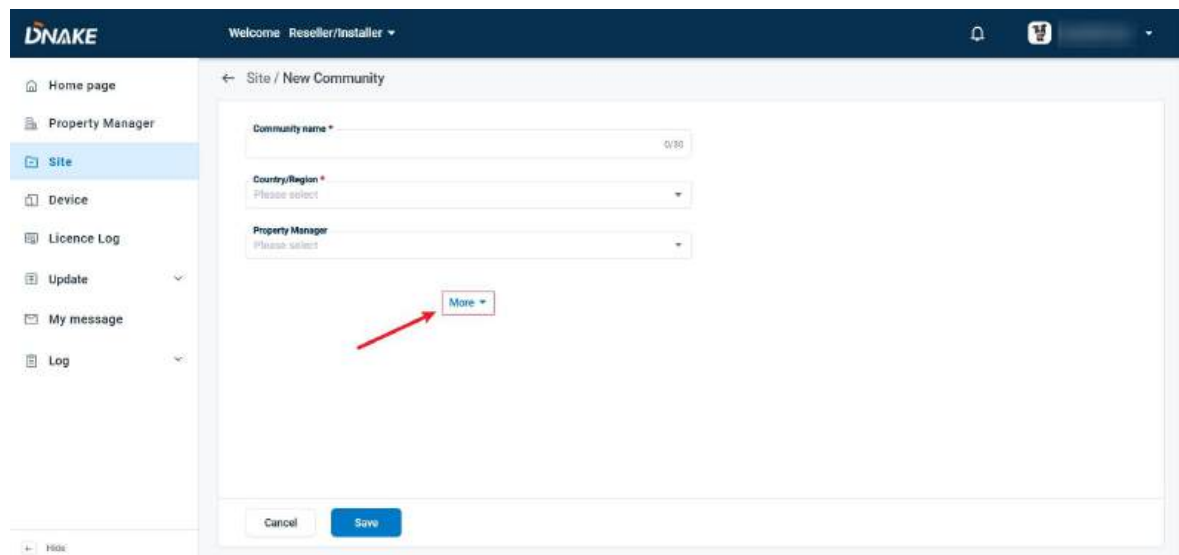 DNAKE
Welcome Reseller/Installer
Home page
Property Manager
Site
Device
Licence Log
Update
My message
Log
Hide
← Site / New Community
Community name *
0/30
Country/Region *
Please select
Property Manager
Please select
More
Cancel
Save